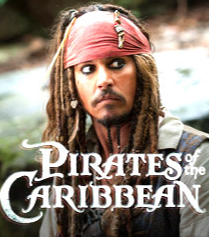 PIRATES of the
CARIBBEAN